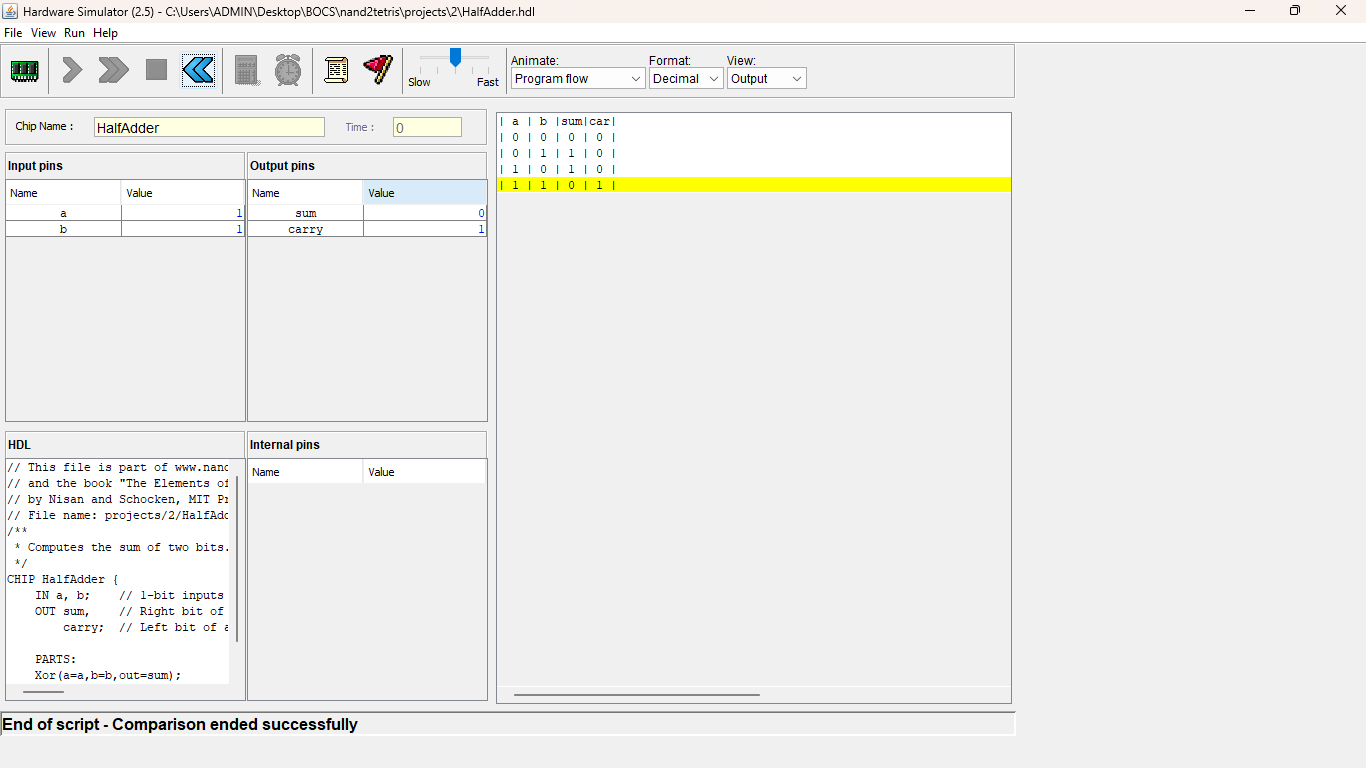 Hardware Simulator (2.5) - C:\Users\ADMIN\Desktop\BOCS\nand2tetris\projects\2\HalfAdder.hdl
File View Run Help
Slow Fast
Animate: Format: View:
Program flow Decimal Output
Chip Name : HalfAdder Time : 0
Input pins
Name Value
a 1
b 1
Output pins
Name Value
sum 0
carry 1
HDL
// This file is part of www.nand
// and the book "The Elements of
// by Nisan and Schocken, MIT Pr
// File name: projects/2/HalfAdd
/**
* Computes the sum of two bits.
*/
CHIP HalfAdder {
IN a, b; // 1-bit inputs
OUT sum, // Right bit of
carry; // Left bit of a
PARTS:
Xor(a=a,b=b,out=sum);
Internal pins
Name Value
| a | b |sum|car|
| 0 | 0 | 0 | 0 |
| 0 | 1 | 1 | 0 |
| 1 | 0 | 1 | 0 |
| 1 | 1 | 0 | 1 |
End of script - Comparison ended successfully